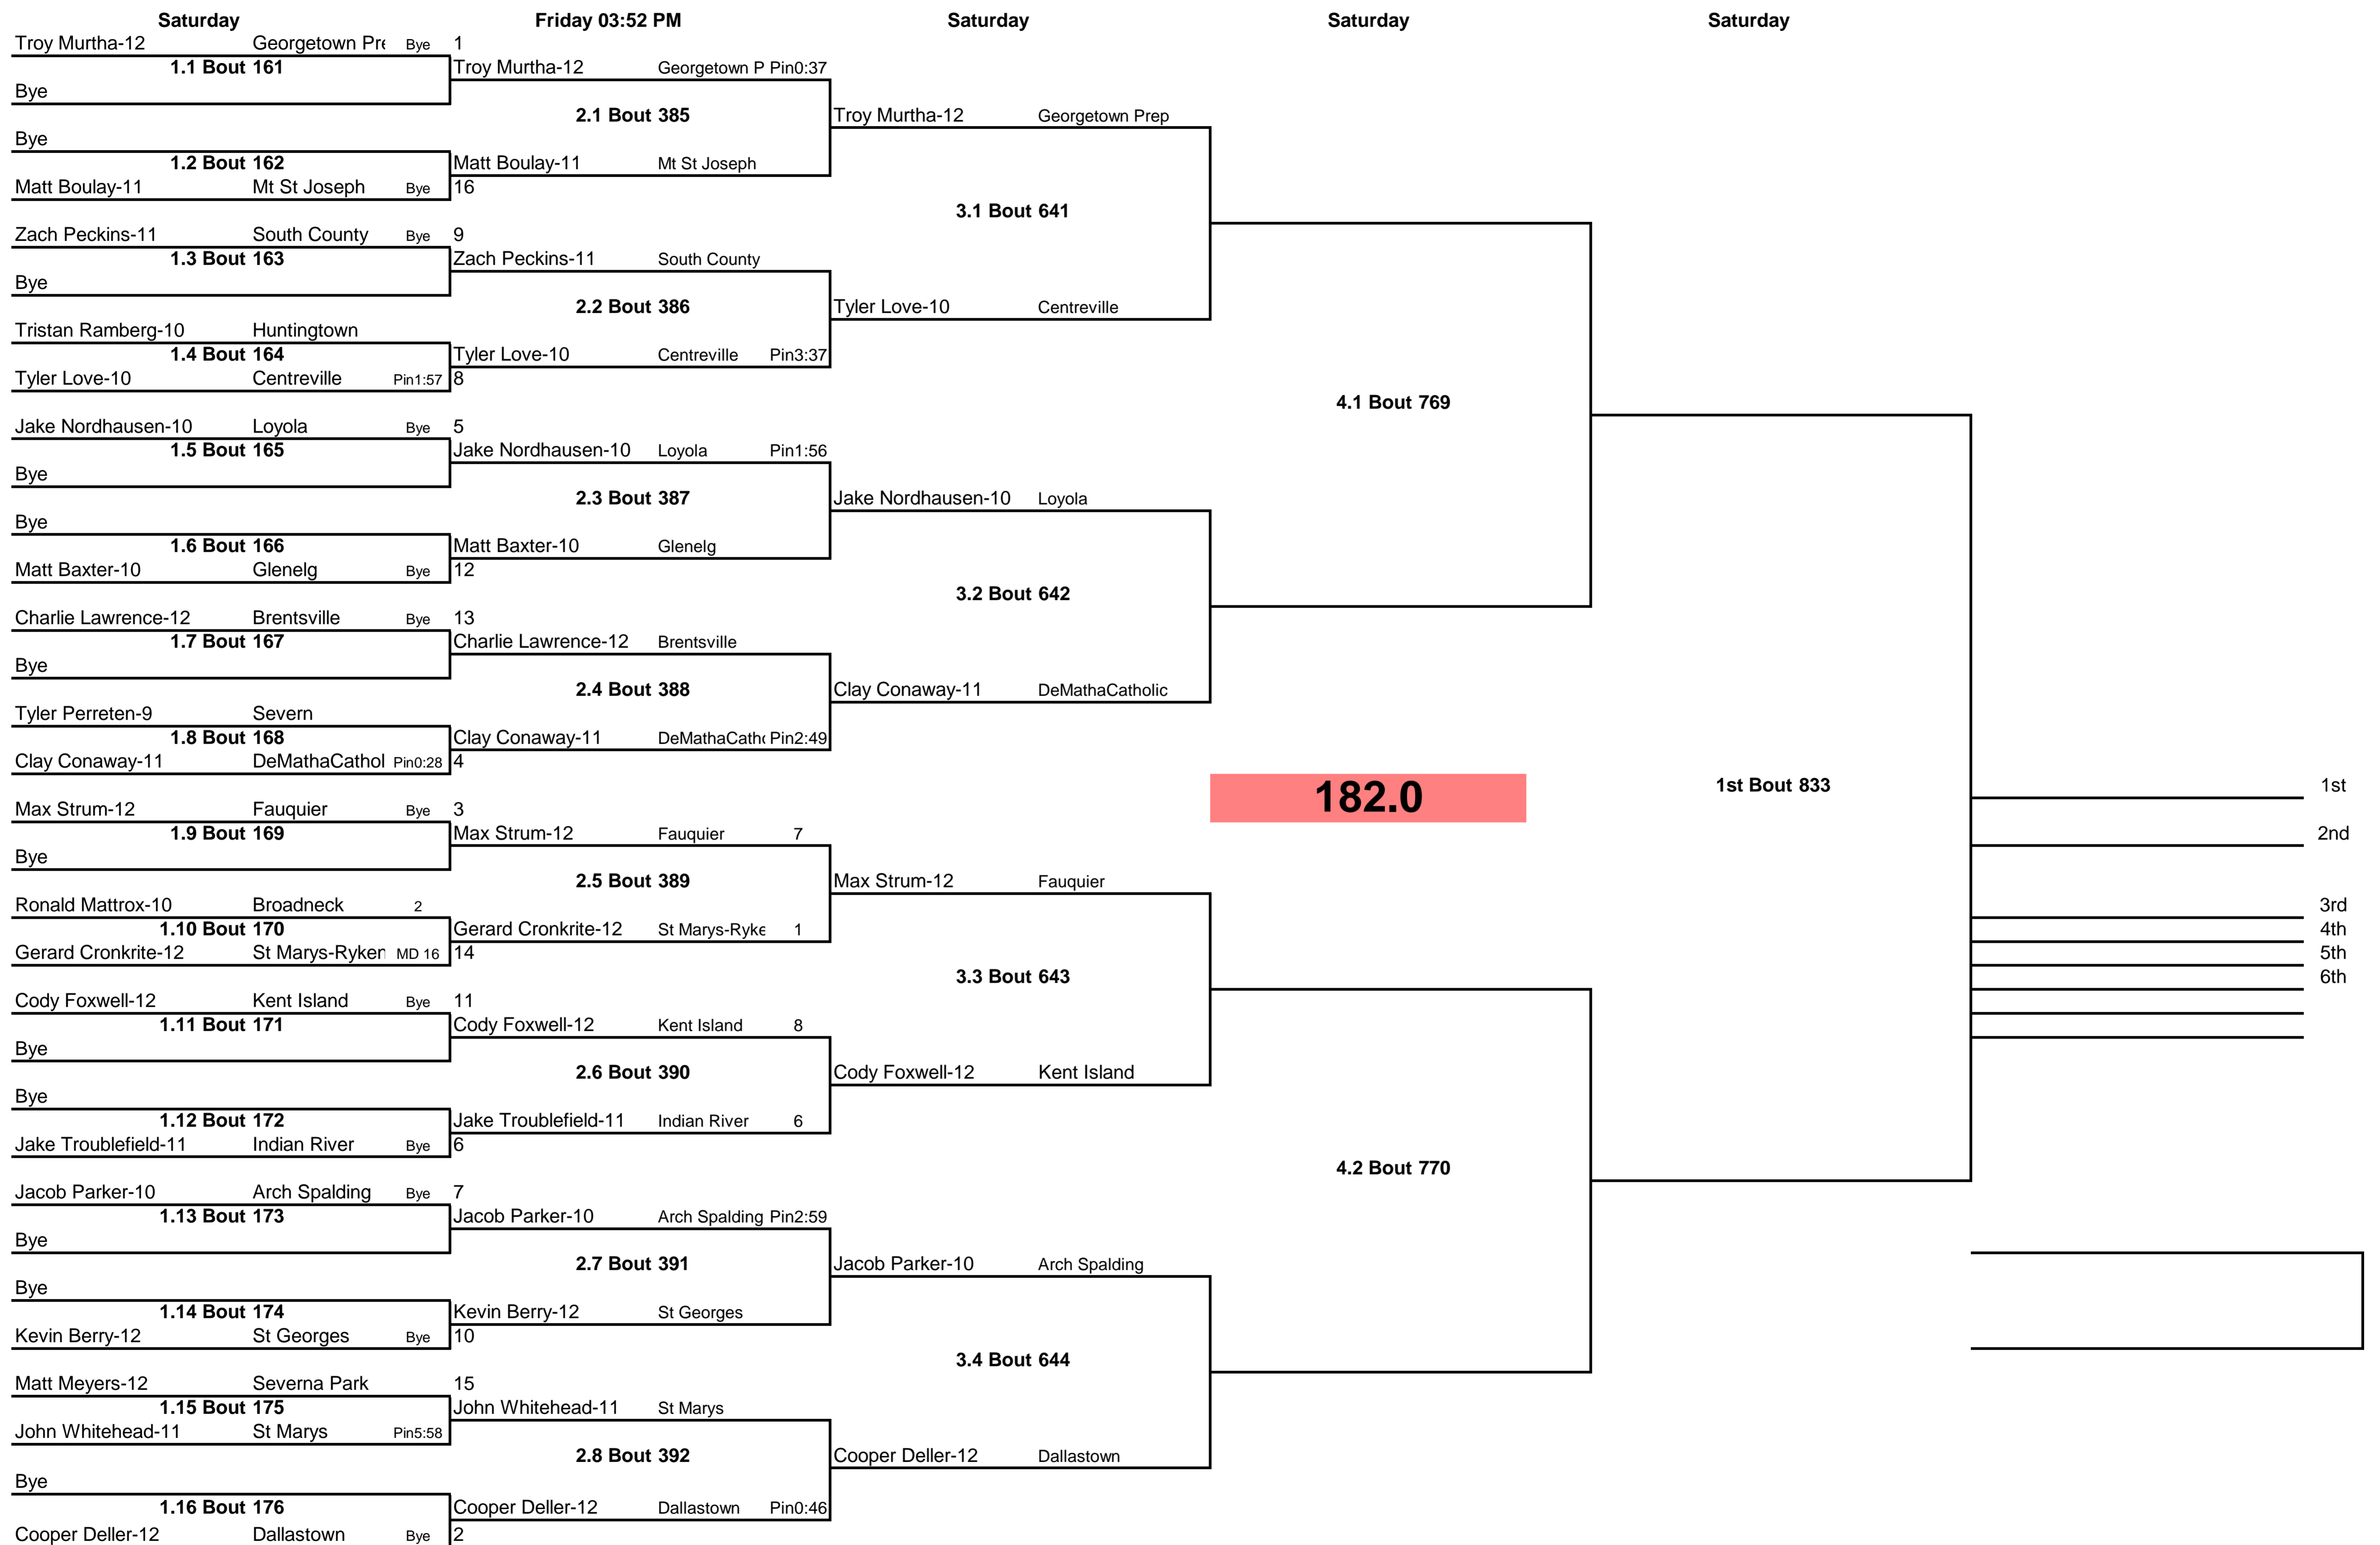 Saturday Friday 03:52 PM Saturday Saturday Saturday
Troy Murtha-12 Georgetown Pre Bye 1
1.1 Bout 161 Troy Murtha-12 Georgetown P Pin0:37
Bye
2.1 Bout 385 Troy Murtha-12 Georgetown Prep
Bye
1.2 Bout 162 Matt Boulay-11 Mt St Joseph
Matt Boulay-11 Mt St Joseph Bye 16
3.1 Bout 641
Zach Peckins-11 South County Bye 9
1.3 Bout 163 Zach Peckins-11 South County
Bye
2.2 Bout 386 Tyler Love-10 Centreville
Tristan Ramberg-10 Huntingtown
1.4 Bout 164 Tyler Love-10 Centreville Pin3:37
Tyler Love-10 Centreville Pin1:57 8
4.1 Bout 769
Jake Nordhausen-10 Loyola Bye 5
1.5 Bout 165 Jake Nordhausen-10 Loyola Pin1:56
Bye
2.3 Bout 387 Jake Nordhausen-10 Loyola
Bye
1.6 Bout 166 Matt Baxter-10 Glenelg
Matt Baxter-10 Glenelg Bye 12
3.2 Bout 642
Charlie Lawrence-12 Brentsville Bye 13
1.7 Bout 167 Charlie Lawrence-12 Brentsville
Bye
2.4 Bout 388 Clay Conaway-11 DeMathaCatholic
Tyler Perreten-9 Severn
1.8 Bout 168 Clay Conaway-11 DeMathaCatho Pin2:49
Clay Conaway-11 DeMathaCathol Pin0:28 4
182.0 1st Bout 833 1st
Max Strum-12 Fauquier Bye 3
1.9 Bout 169 Max Strum-12 Fauquier 7 2nd
Bye
2.5 Bout 389 Max Strum-12 Fauquier
Ronald Mattrox-10 Broadneck 2 3rd
1.10 Bout 170 Gerard Cronkrite-12 St Marys-Ryke 1 4th
Gerard Cronkrite-12 St Marys-Ryken MD 16 14 5th
3.3 Bout 643 6th
Cody Foxwell-12 Kent Island Bye 11
1.11 Bout 171 Cody Foxwell-12 Kent Island 8
Bye
2.6 Bout 390 Cody Foxwell-12 Kent Island
Bye
1.12 Bout 172 Jake Troublefield-11 Indian River 6
Jake Troublefield-11 Indian River Bye 6
4.2 Bout 770
Jacob Parker-10 Arch Spalding Bye 7
1.13 Bout 173 Jacob Parker-10 Arch Spalding Pin2:59
Bye
2.7 Bout 391 Jacob Parker-10 Arch Spalding
Bye
1.14 Bout 174 Kevin Berry-12 St Georges
Kevin Berry-12 St Georges Bye 10
3.4 Bout 644
Matt Meyers-12 Severna Park 15
1.15 Bout 175 John Whitehead-11 St Marys
John Whitehead-11 St Marys Pin5:58
2.8 Bout 392 Cooper Deller-12 Dallastown
Bye
1.16 Bout 176 Cooper Deller-12 Dallastown Pin0:46
Cooper Deller-12 Dallastown Bye 2